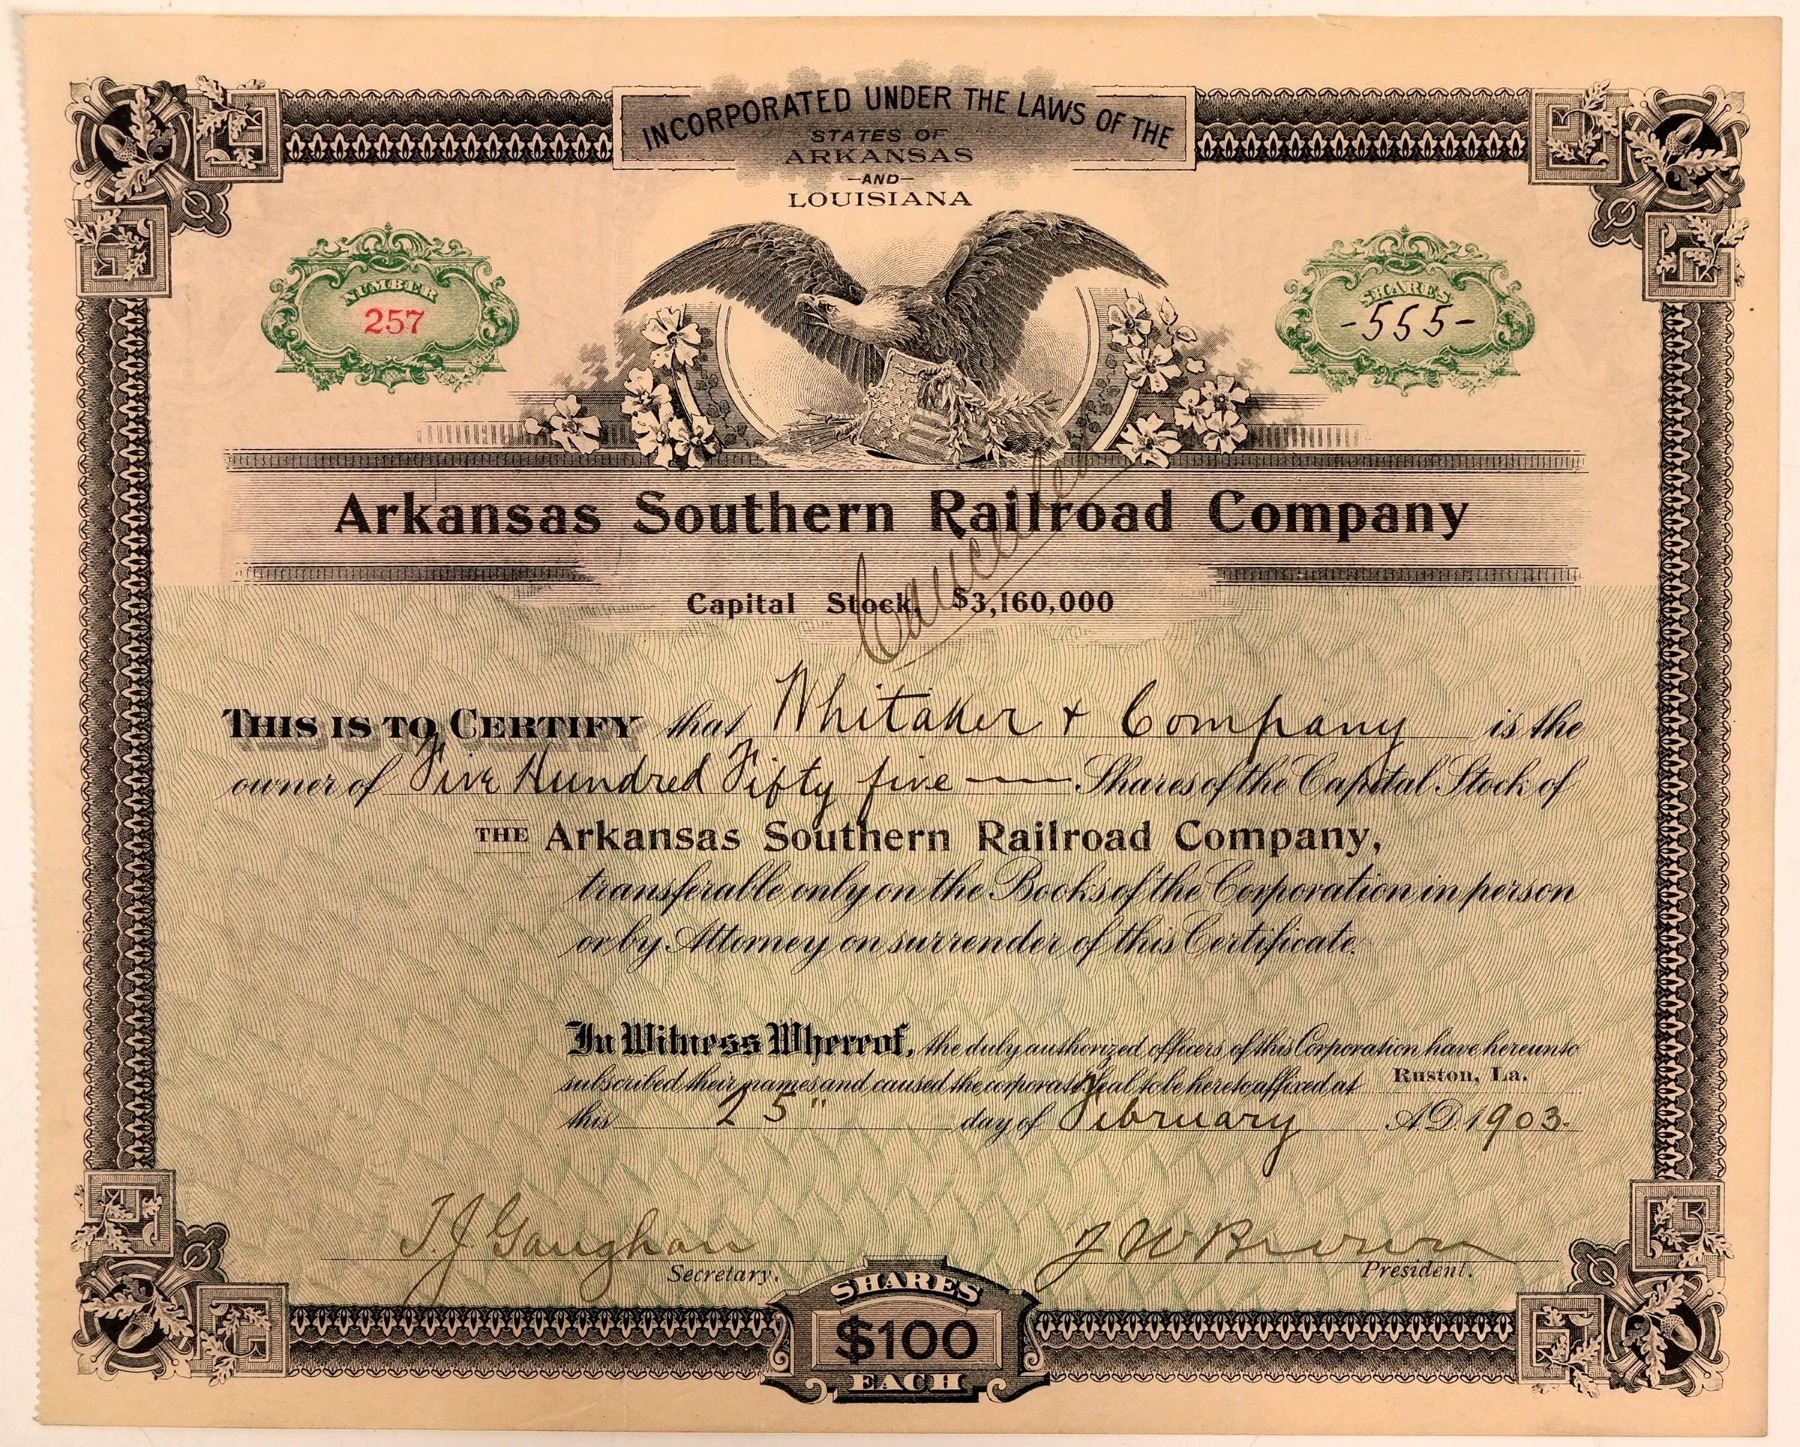 INCORPORATED UNDER THE LAWS OF THE
STATES OF
ARKANSAS
—AND—
LOUISIANA
NUMBER
257
SHARES
-555-
Arkansas Southern Railroad Company
Cancelled
Capital Stock, $3,160,000
THIS IS TO CERTIFY that Whitaker + Company is the
owner of Five Hundred Fifty five —— Shares of the Capital Stock of
THE Arkansas Southern Railroad Company,
transferable only on the Books of the Corporation in person
or by Attorney on surrender of this Certificate.
In Witness Whereof, the duly authorized officers of this Corporation have hereunto
subscribed their names and caused the corporate Seal to be hereto affixed at Ruston, La.
this 25" day of February A.D. 1903.
T. J. Gaughan
Secretary.
J W Brown
President.
SHARES
$100
EACH